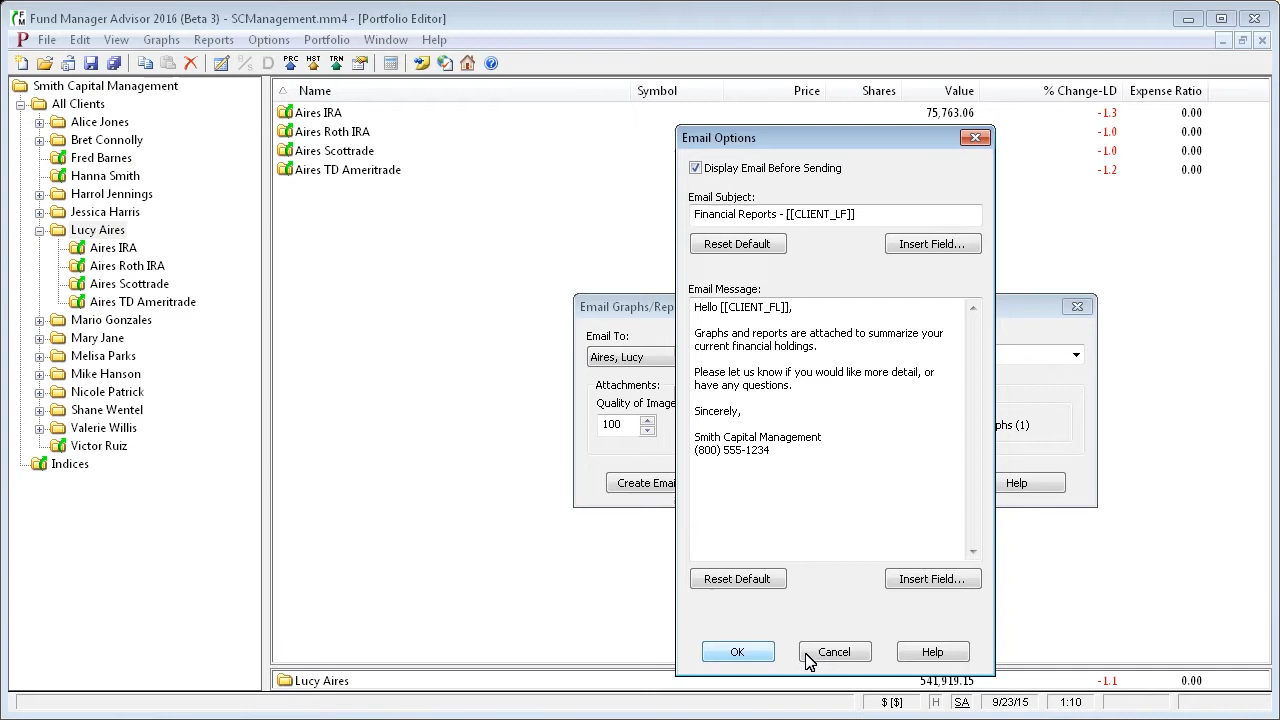 Fund Manager Advisor 2016 (Beta 3) - SCManagement.mm4 - [Portfolio Editor]
File Edit View Graphs Reports Options Portfolio Window Help
B/S D PRC HST TRN
Smith Capital Management
All Clients
Alice Jones
Bret Connolly
Fred Barnes
Hanna Smith
Harrol Jennings
Jessica Harris
Lucy Aires
Aires IRA
Aires Roth IRA
Aires Scottrade
Aires TD Ameritrade
Mario Gonzales
Mary Jane
Melisa Parks
Mike Hanson
Nicole Patrick
Shane Wentel
Valerie Willis
Victor Ruiz
Indices
Name Symbol Price Shares Value % Change-LD Expense Ratio
Aires IRA 75,763.06 -1.3 0.00
Aires Roth IRA -1.0 0.00
Aires Scottrade -1.0 0.00
Aires TD Ameritrade -1.2 0.00
Email Graphs/Rep
Email To:
Aires, Lucy
Attachments:
Quality of Image
100
phs (1)
Create Emai
Help
Email Options
Display Email Before Sending
Email Subject:
Financial Reports - [[CLIENT_LF]]
Reset Default Insert Field...
Email Message:
Hello [[CLIENT_FL]],
Graphs and reports are attached to summarize your
current financial holdings.
Please let us know if you would like more detail, or
have any questions.
Sincerely,
Smith Capital Management
(800) 555-1234
Reset Default Insert Field...
OK Cancel Help
Lucy Aires 541,919.15 -1.1 0.00
$ [$] H SA 9/23/15 1:10